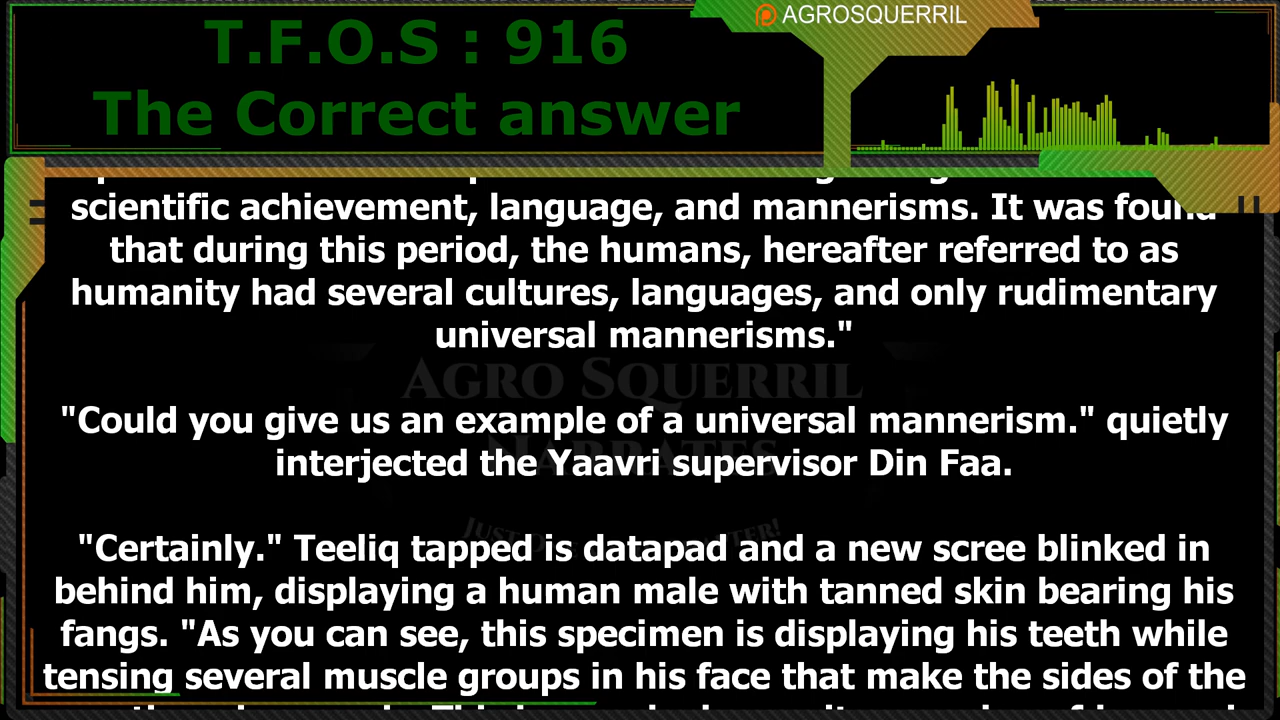 AGROSQUERRIL
T.F.O.S : 916
The Correct answer
scientific achievement, language, and mannerisms. It was found
that during this period, the humans, hereafter referred to as
humanity had several cultures, languages, and only rudimentary
universal mannerisms."
AGRO SQUERRIL
NARRATES
"Could you give us an example of a universal mannerism." quietly
interjected the Yaavri supervisor Din Faa.
"Certainly." Teeliq tapped is datapad and a new scree blinked in
behind him, displaying a human male with tanned skin bearing his
fangs. "As you can see, this specimen is displaying his teeth while
tensing several muscle groups in his face that make the sides of the